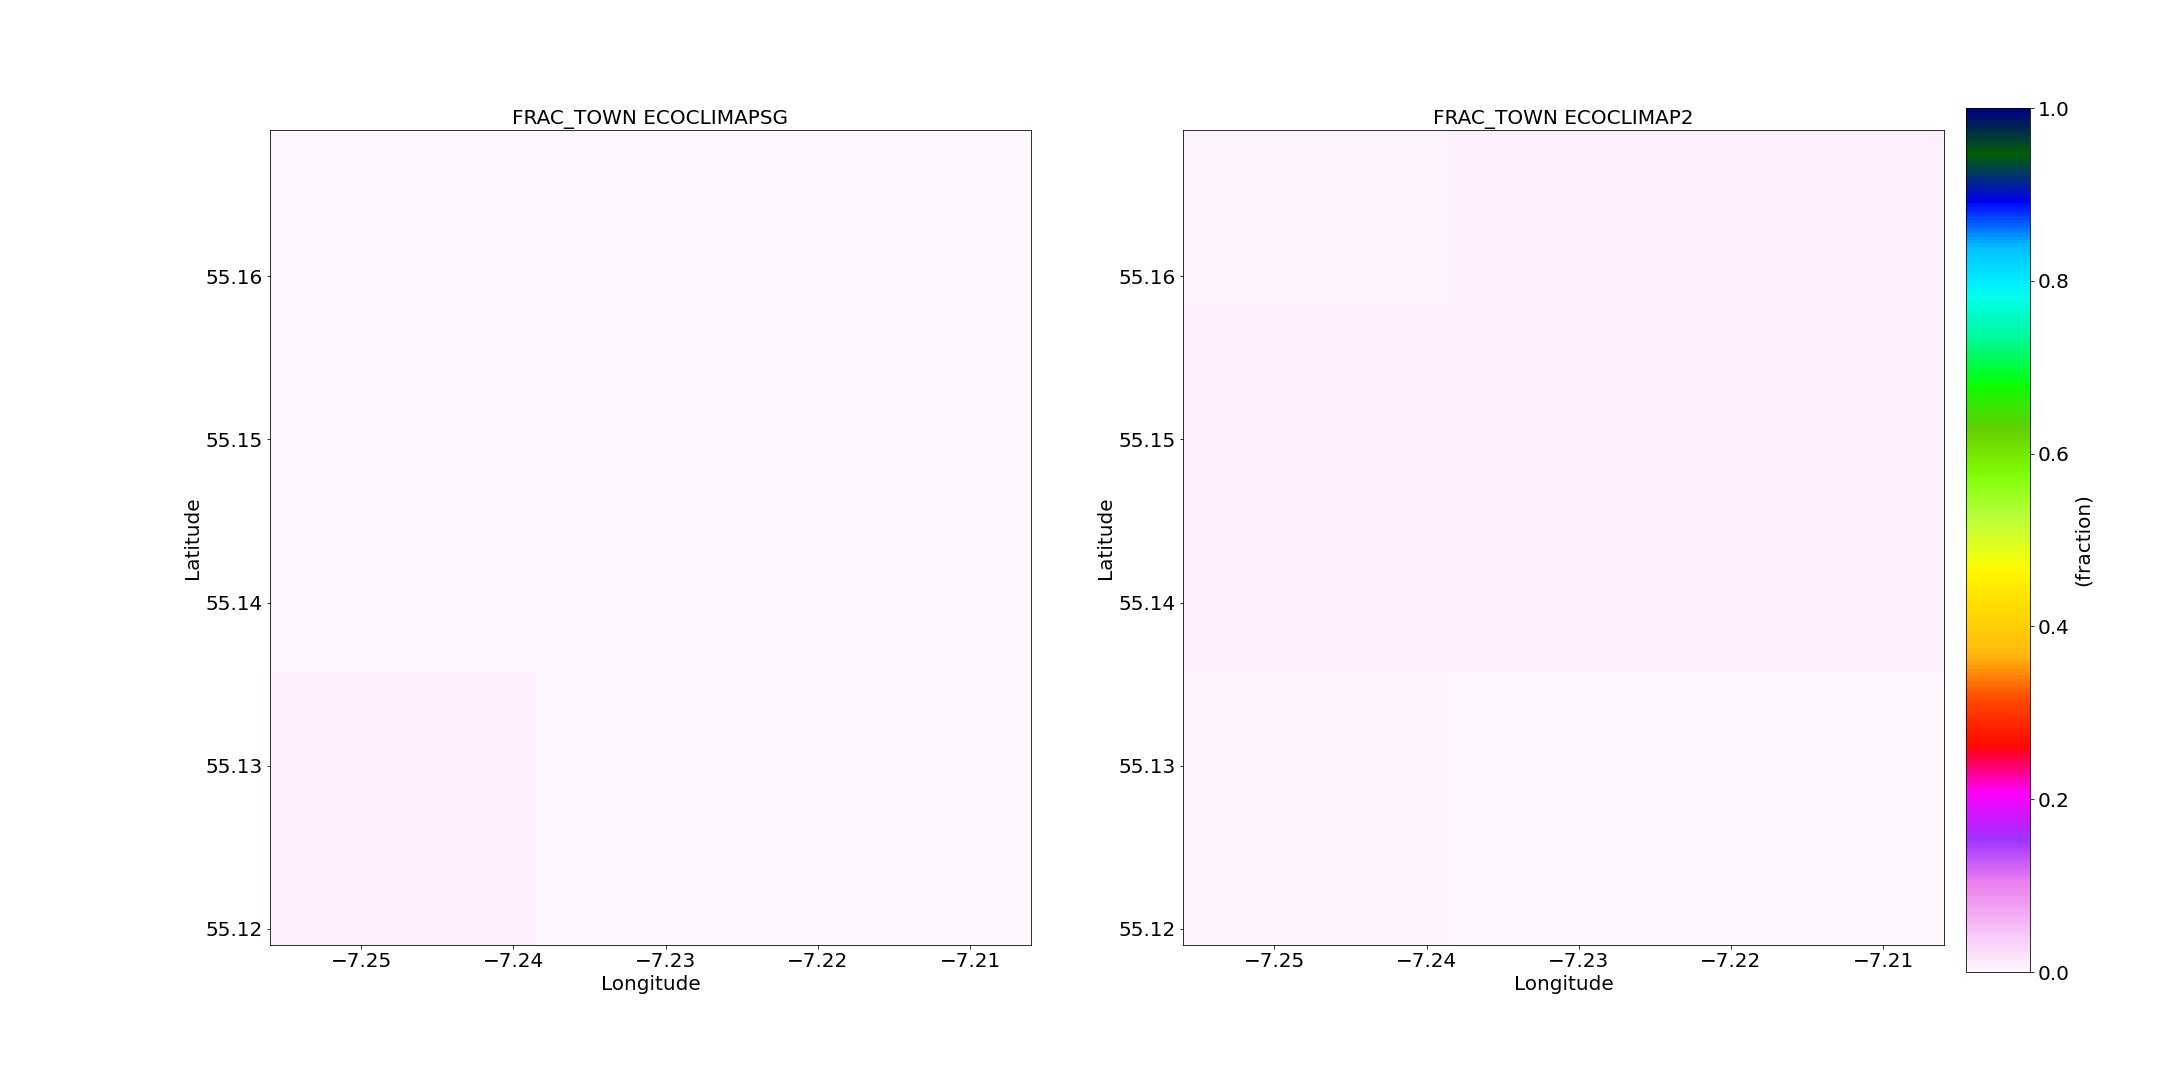 FRAC_TOWN ECOCLIMAPSG
55.16
55.15
55.14
55.13
55.12
Latitude
−7.25 −7.24 −7.23 −7.22 −7.21
Longitude
FRAC_TOWN ECOCLIMAP2
55.16
55.15
55.14
55.13
55.12
Latitude
−7.25 −7.24 −7.23 −7.22 −7.21
Longitude
1.0
0.8
0.6
0.4
0.2
0.0
(fraction)